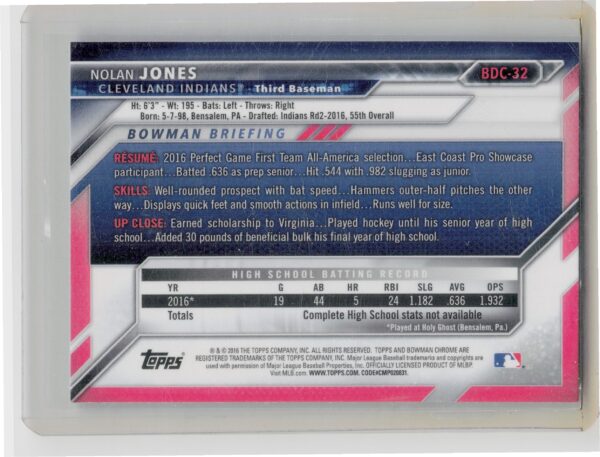 NOLAN JONES
BDC-32
CLEVELAND INDIANS® - Third Baseman
Ht: 6'3" - Wt: 195 - Bats: Left - Throws: Right
Born: 5-7-98, Bensalem, PA - Drafted: Indians Rd2-2016, 55th Overall
BOWMAN BRIEFING
RÉSUMÉ: 2016 Perfect Game First Team All-America selection...East Coast Pro Showcase
participant...Batted .636 as prep senior...Hit .544 with .982 slugging as junior.
SKILLS: Well-rounded prospect with bat speed...Hammers outer-half pitches the other
way...Displays quick feet and smooth actions in infield...Runs well for size.
UP CLOSE: Earned scholarship to Virginia...Played hockey until his senior year of high
school...Added 30 pounds of beneficial bulk his final year of high school.
HIGH SCHOOL BATTING RECORD
YR G AB HR RBI SLG AVG OPS
2016* 19 44 5 24 1.182 .636 1.932
Totals Complete High School stats not available
*Played at Holy Ghost (Bensalem, Pa.)
Topps
® & © 2016 THE TOPPS COMPANY, INC. ALL RIGHTS RESERVED. TOPPS AND BOWMAN CHROME ARE
REGISTERED TRADEMARKS OF THE TOPPS COMPANY, INC. Major League Baseball trademarks and copyrights are
used with permission of Major League Baseball Properties, Inc. OFFICIALLY LICENSED PRODUCT OF MLBP.
Visit MLB.com. WWW.TOPPS.COM. CODE#CMP020831.